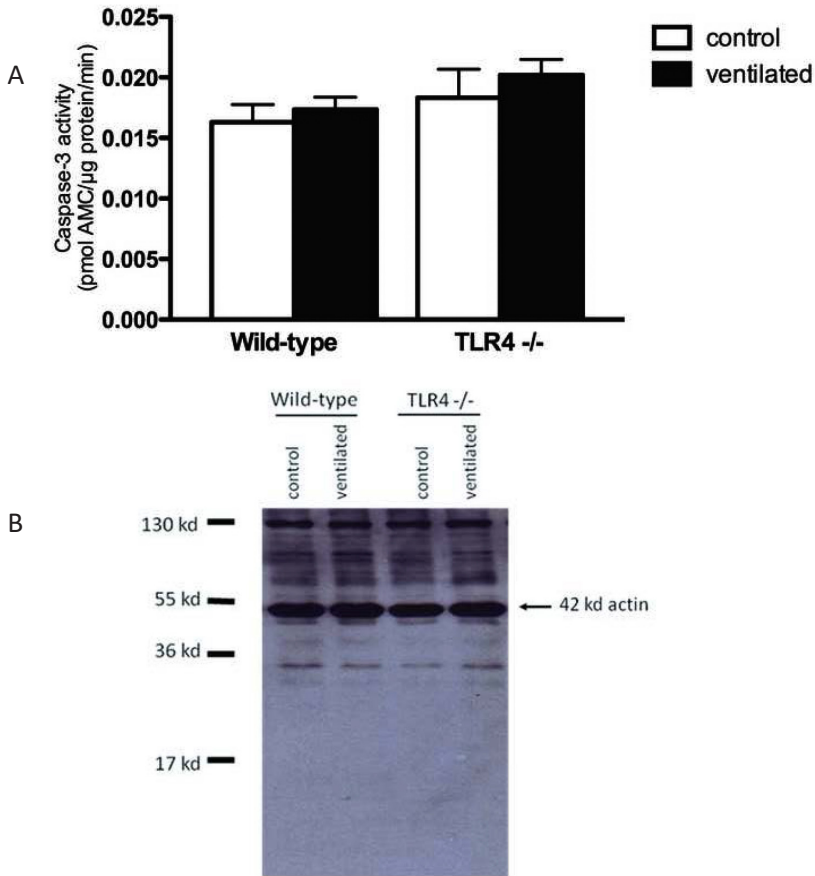 A
Caspase-3 activity
(pmol AMC/µg protein/min)
0.025
0.020
0.015
0.010
0.005
0.000
Wild-type
TLR4 -/-
control
ventilated
B
Wild-type
TLR4 -/-
control
ventilated
control
ventilated
130 kd
55 kd
36 kd
17 kd
42 kd actin